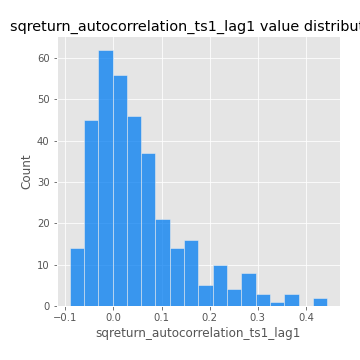 sqreturn_autocorrelation_ts1_lag1 value distribut
60
50
40
30
20
10
0
Count
−0.1 0.0 0.1 0.2 0.3 0.4
sqreturn_autocorrelation_ts1_lag1